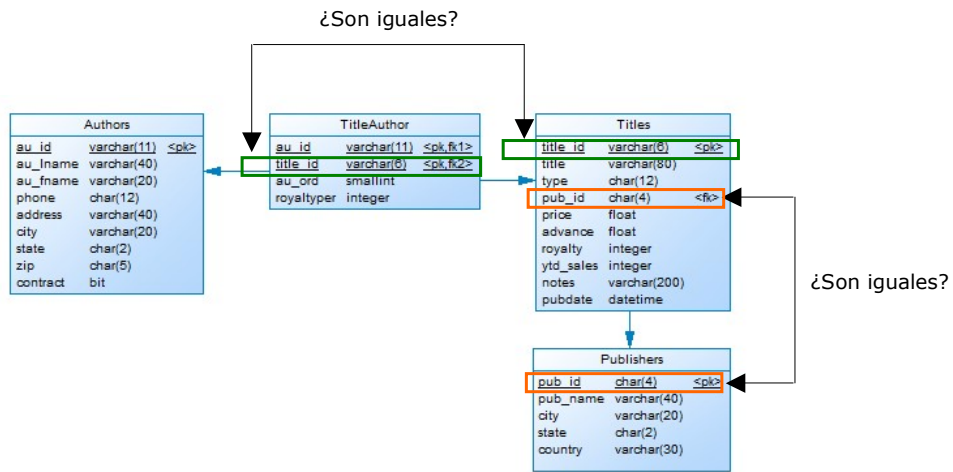 ¿Son iguales?
Authors
au_id varchar(11) <pk>
au_lname varchar(40)
au_fname varchar(20)
phone char(12)
address varchar(40)
city varchar(20)
state char(2)
zip char(5)
contract bit
TitleAuthor
au_id varchar(11) <pk,fk1>
title_id varchar(6) <pk,fk2>
au_ord smallint
royaltyper integer
Titles
title_id varchar(6) <pk>
title varchar(80)
type char(12)
pub_id char(4) <fk>
price float
advance float
royalty integer
ytd_sales integer
notes varchar(200)
pubdate datetime
¿Son iguales?
Publishers
pub_id char(4) <pk>
pub_name varchar(40)
city varchar(20)
state char(2)
country varchar(30)